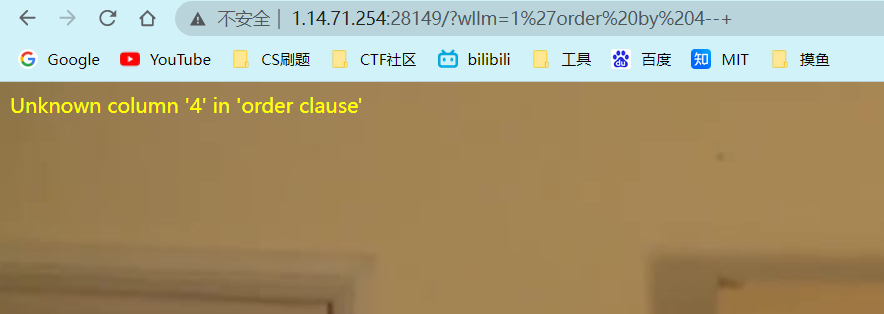 不安全 | 1.14.71.254:28149/?wllm=1%27order%20by%204--+
Google YouTube CS刷题 CTF社区 bilibili 工具 百度 知 MIT 摸鱼
Unknown column '4' in 'order clause'